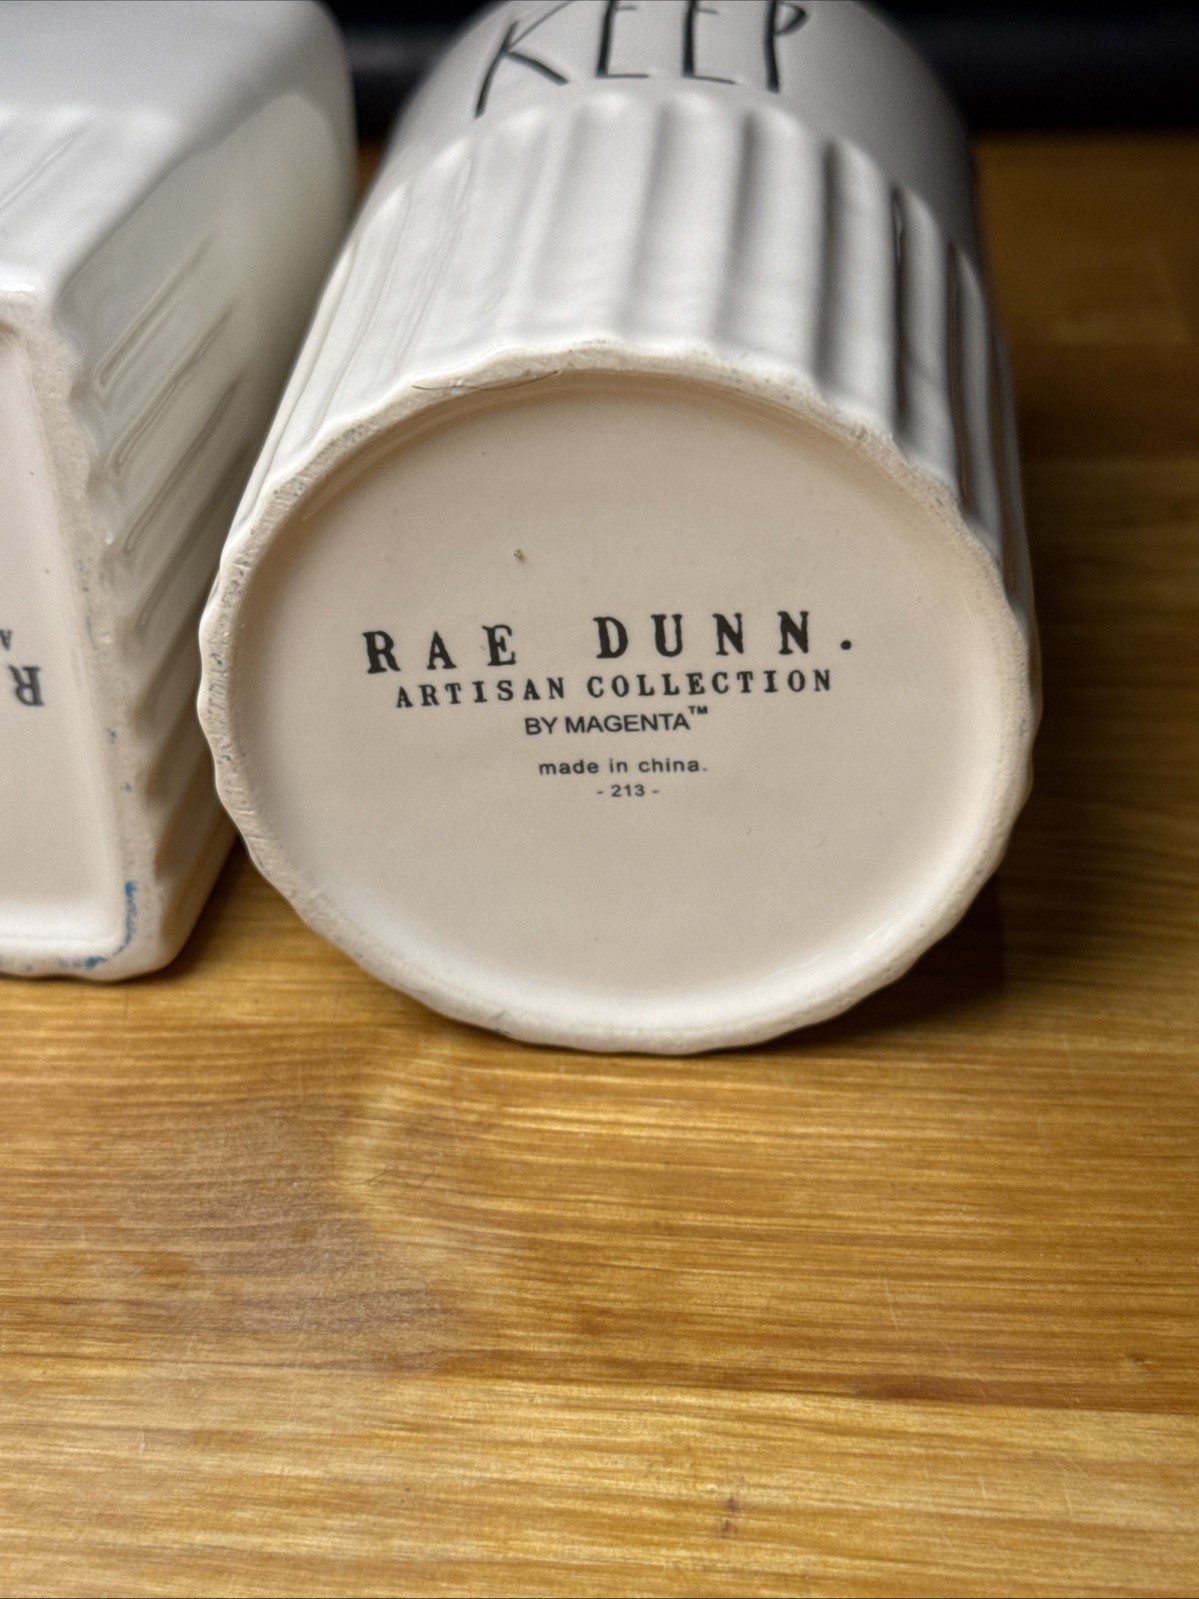 KEEP
RAE DUNN.
ARTISAN COLLECTION
BY MAGENTA™
made in china.
- 213 -
R
A